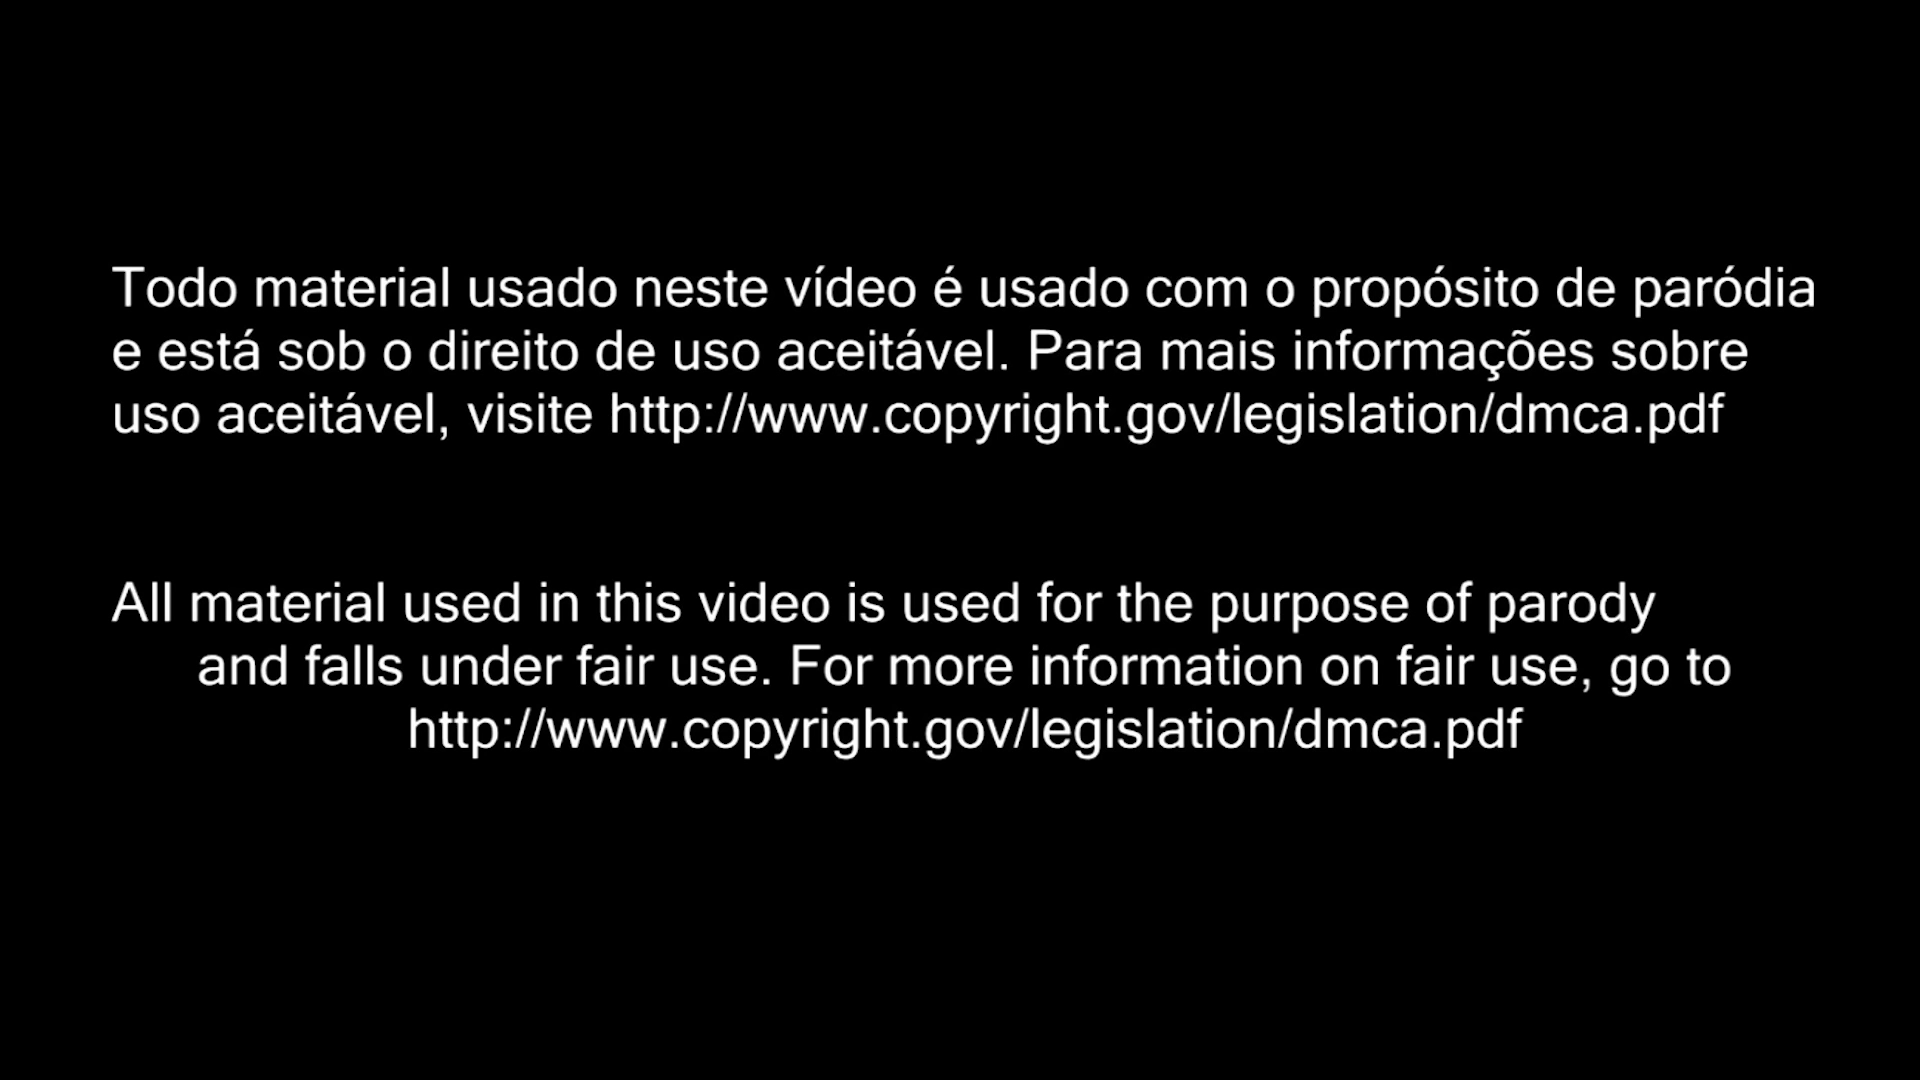 Todo material usado neste vídeo é usado com o propósito de paródia
e está sob o direito de uso aceitável. Para mais informações sobre
uso aceitável, visite http://www.copyright.gov/legislation/dmca.pdf
All material used in this video is used for the purpose of parody
and falls under fair use. For more information on fair use, go to
http://www.copyright.gov/legislation/dmca.pdf